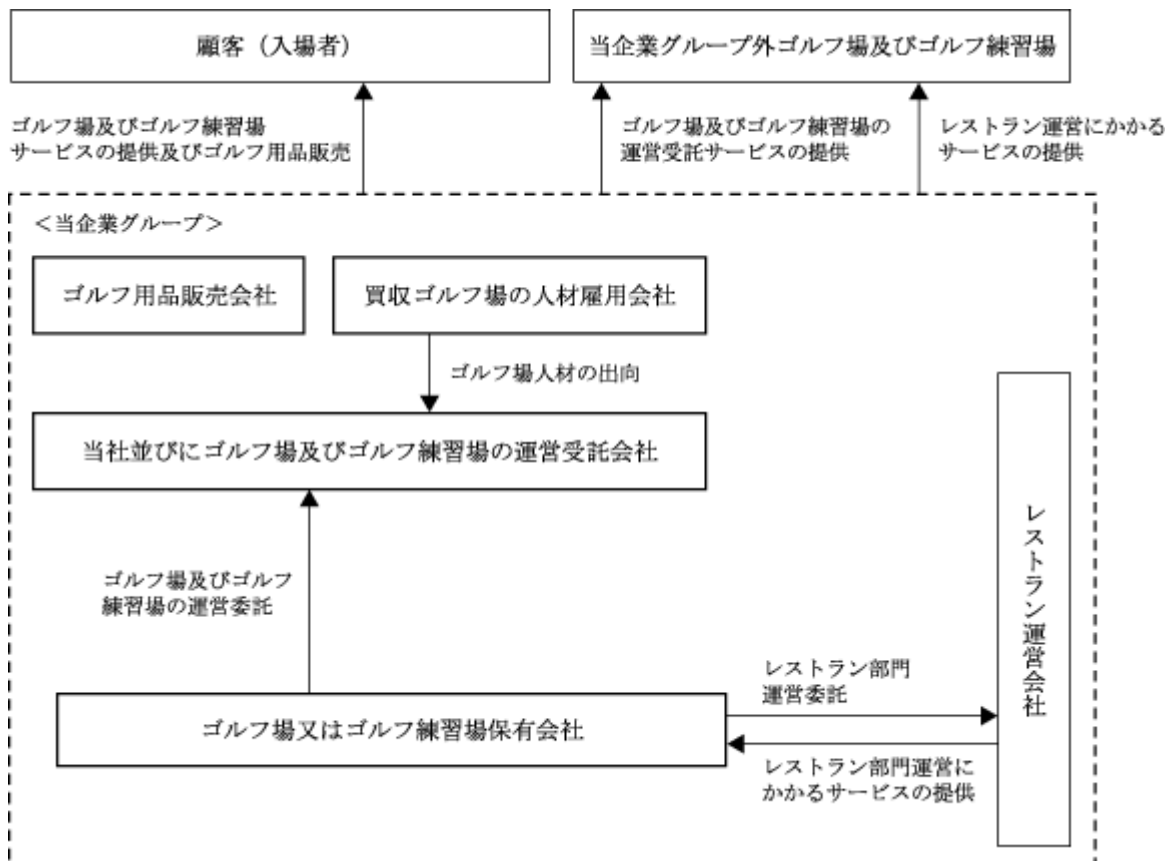 顧客（入場者）
当企業グループ外ゴルフ場及びゴルフ練習場
ゴルフ場及びゴルフ練習場
サービスの提供及びゴルフ用品販売
ゴルフ場及びゴルフ練習場の
運営受託サービスの提供
レストラン運営にかかる
サービスの提供
＜当企業グループ＞
ゴルフ用品販売会社
買収ゴルフ場の人材雇用会社
ゴルフ場人材の出向
当社並びにゴルフ場及びゴルフ練習場の運営受託会社
ゴルフ場及びゴルフ
練習場の運営委託
レストラン運営会社
レストラン部門
運営委託
ゴルフ場又はゴルフ練習場保有会社
レストラン部門運営に
かかるサービスの提供